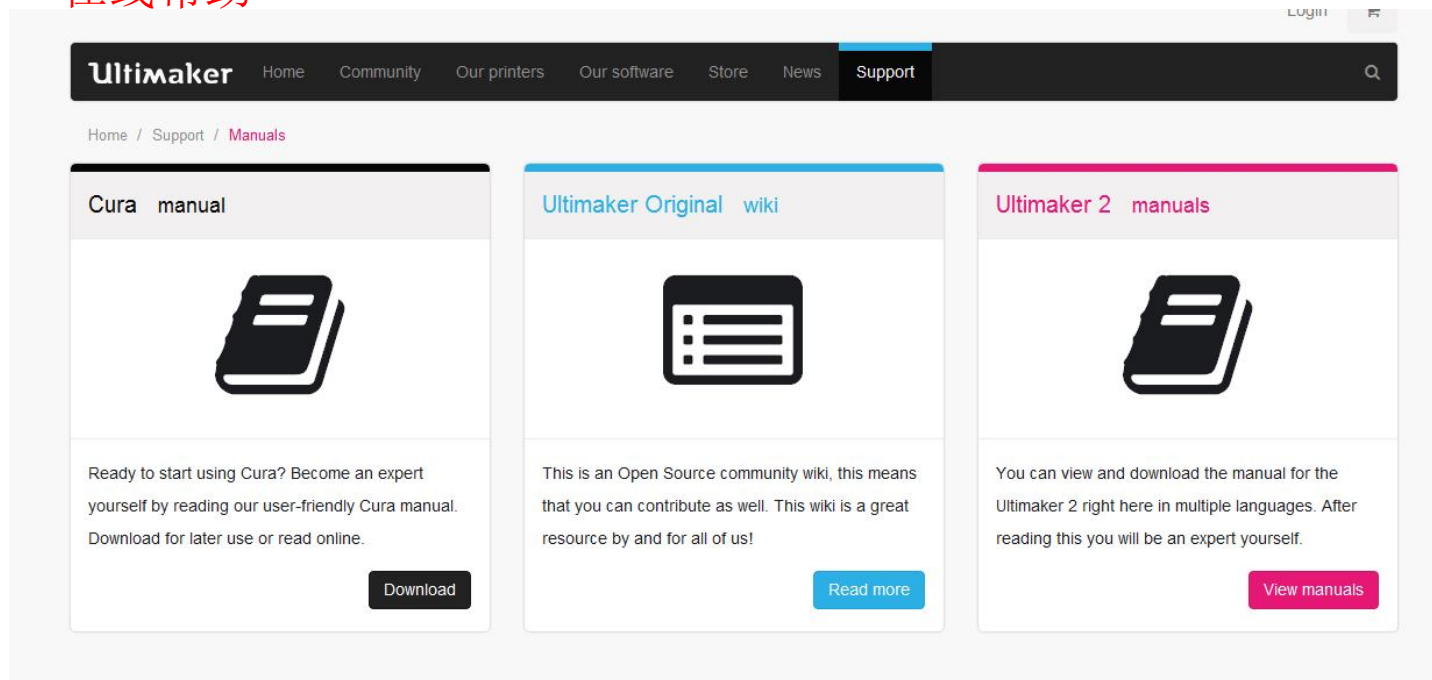 在线帮助
Login
Ultimaker Home Community Our printers Our software Store News Support
Home / Support / Manuals
Cura manual
Ready to start using Cura? Become an expert
yourself by reading our user-friendly Cura manual.
Download for later use or read online.
Download
Ultimaker Original wiki
This is an Open Source community wiki, this means
that you can contribute as well. This wiki is a great
resource by and for all of us!
Read more
Ultimaker 2 manuals
You can view and download the manual for the
Ultimaker 2 right here in multiple languages. After
reading this you will be an expert yourself.
View manuals